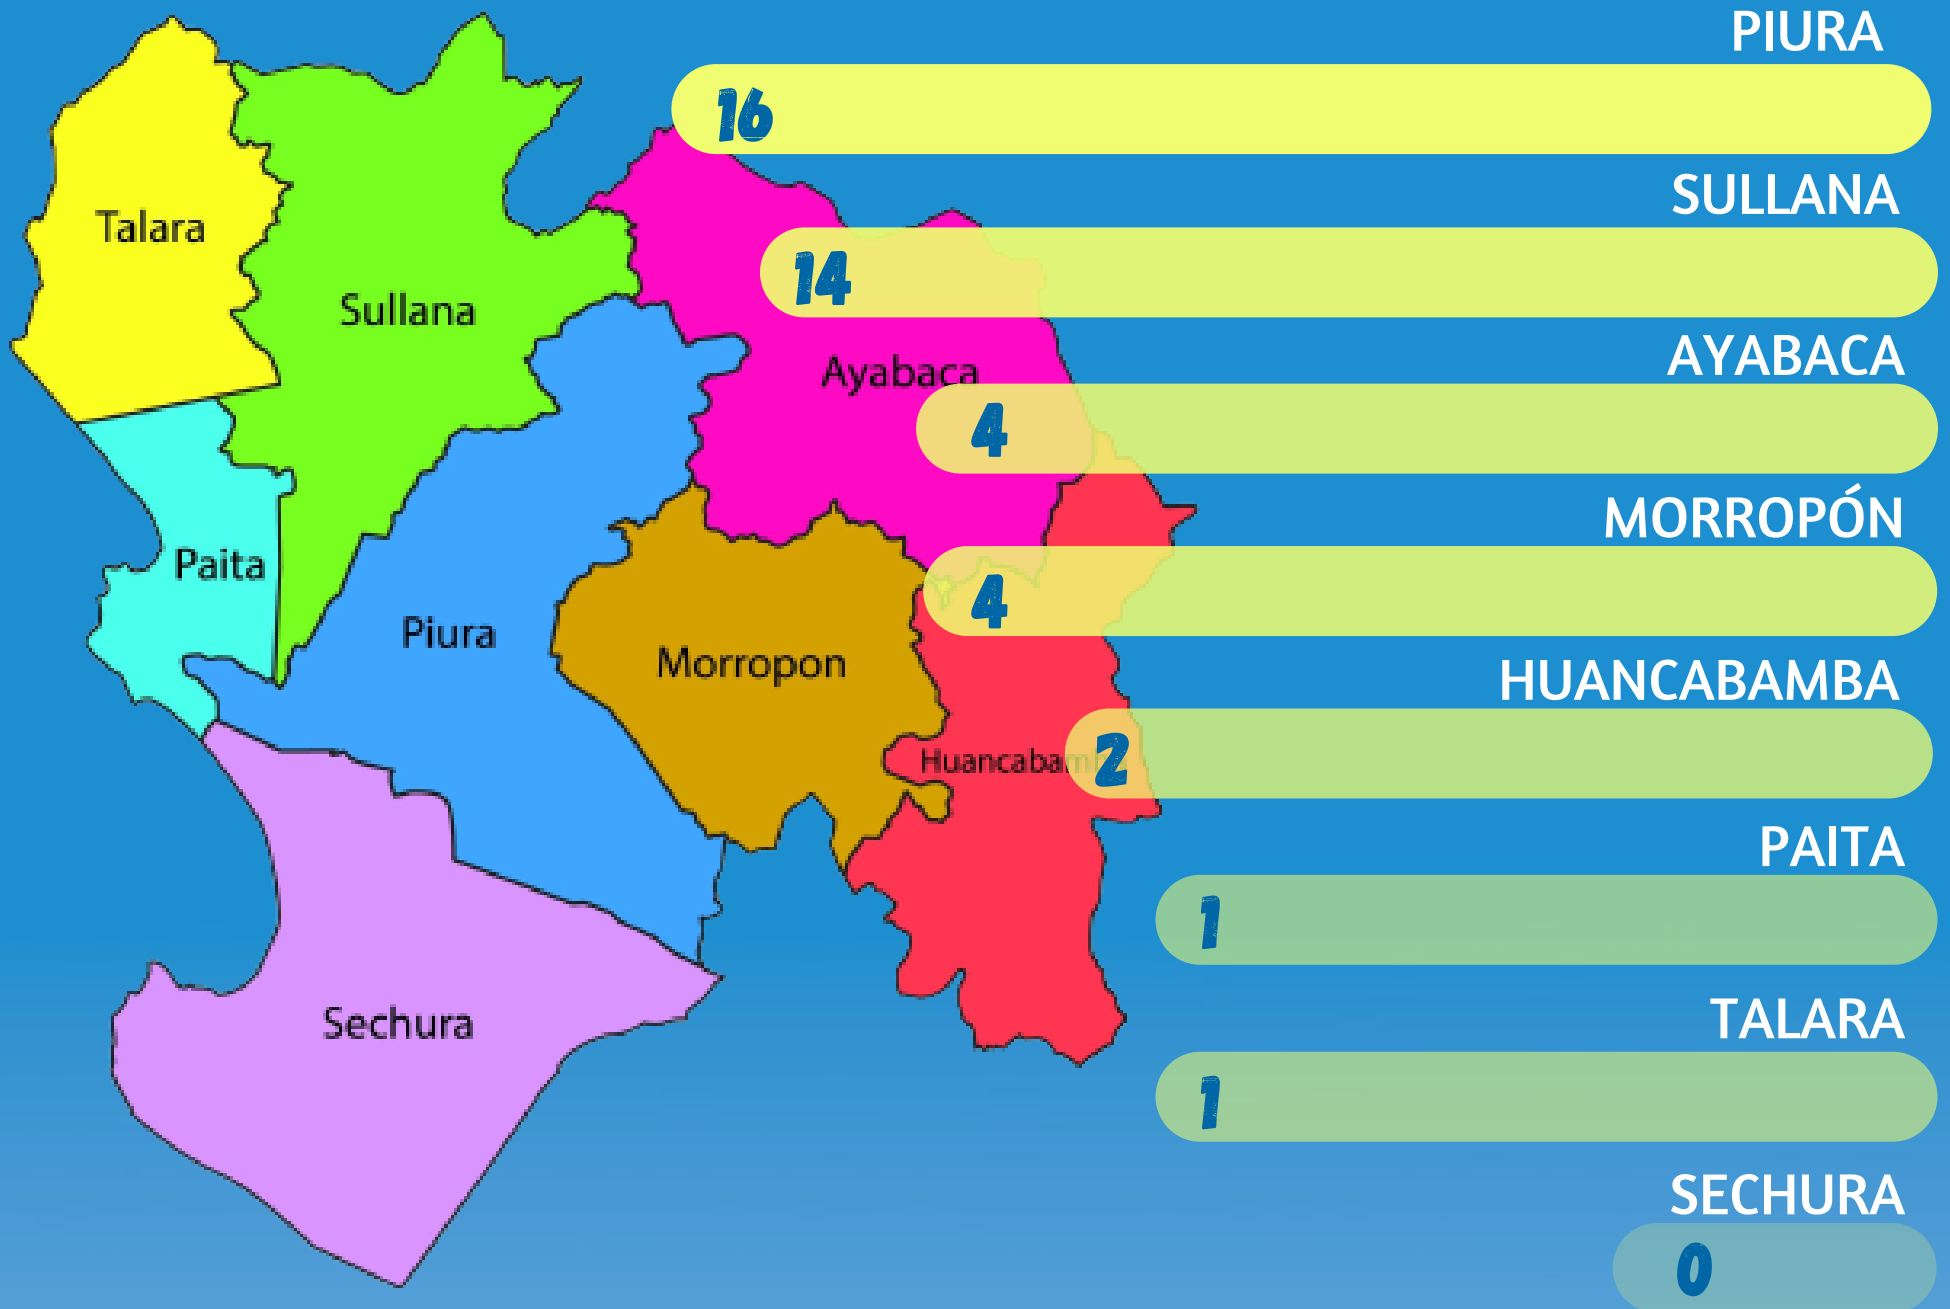 Talara
Sullana
Ayabaca
Paita
Piura
Morropon
Huancabamba
Sechura
PIURA
16
SULLANA
14
AYABACA
4
MORROPÓN
4
HUANCABAMBA
2
PAITA
1
TALARA
1
SECHURA
0